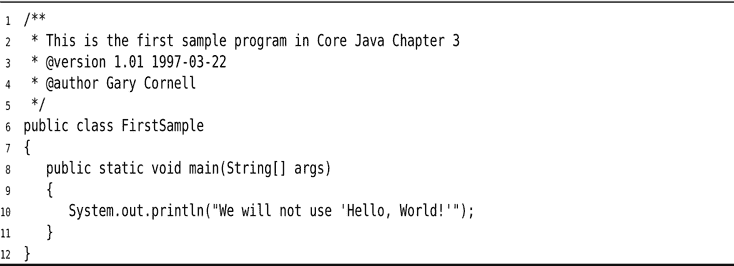 1 /**
2  * This is the first sample program in Core Java Chapter 3
3  * @version 1.01 1997-03-22
4  * @author Gary Cornell
5  */
6 public class FirstSample
7 {
8    public static void main(String[] args)
9    {
10       System.out.println("We will not use 'Hello, World!'");
11    }
12 }